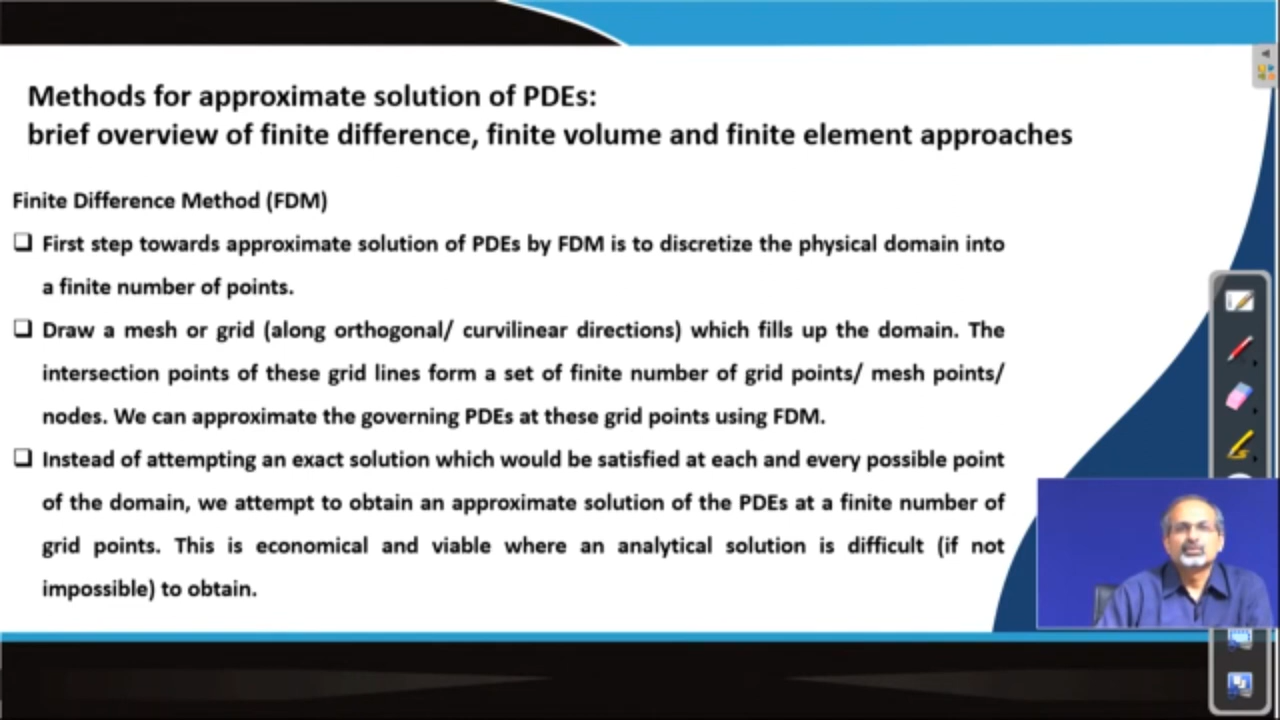 Methods for approximate solution of PDEs:
brief overview of finite difference, finite volume and finite element approaches
Finite Difference Method (FDM)
❑ First step towards approximate solution of PDEs by FDM is to discretize the physical domain into
a finite number of points.
❑ Draw a mesh or grid (along orthogonal/ curvilinear directions) which fills up the domain. The
intersection points of these grid lines form a set of finite number of grid points/ mesh points/
nodes. We can approximate the governing PDEs at these grid points using FDM.
❑ Instead of attempting an exact solution which would be satisfied at each and every possible point
of the domain, we attempt to obtain an approximate solution of the PDEs at a finite number of
grid points. This is economical and viable where an analytical solution is difficult (if not
impossible) to obtain.